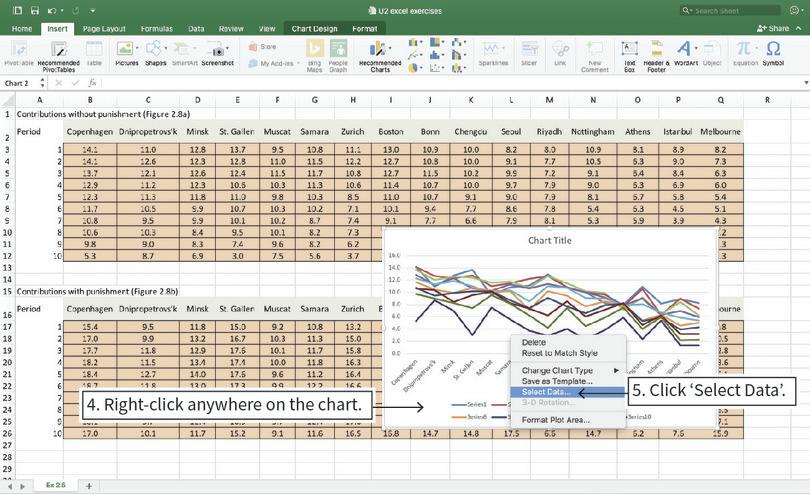 U2 excel exercises
Search Sheet
Home Insert Page Layout Formulas Data Review View Chart Design Format Share
PivotTable Recommended PivotTables Table Pictures Shapes SmartArt Screenshot Store My Add-ins Bing Maps People Graph Recommended Charts Sparklines Slicer Link New Comment Text Box Header & Footer WordArt Object Equation Symbol
Chart 2 fx
A B C D E F G H I J K L M N O P Q R S
1 Contributions without punishment (Figure 2.8a)
2 Period Copenhagen Dnipropetrovs'k Minsk St. Gallen Muscat Samara Zurich Boston Bonn Chengdu Seoul Riyadh Nottingham Athens Istanbul Melbourne
3 1 14.1 11.0 12.8 13.7 9.5 10.8 11.1 13.0 10.9 10.0 8.2 8.0 10.9 8.1 8.9 8.2
4 2 14.1 12.6 12.3 12.8 11.0 11.5 12.2 12.7 10.8 10.0 9.1 7.7 10.5 6.3 9.0 7.3
5 3 13.7 12.1 12.6 12.4 11.5 11.7 10.8 12.7 11.5 10.2 9.9 7.2 9.1 6.4 8.4 6.3
6 4 12.9 11.2 12.3 10.6 10.3 11.3 10.6 11.4 10.7 10.0 9.7 7.9 9.0 6.3 6.9 6.0
7 5 12.3 11.3 11.8 11.0 9.8 10.3 8.5 11.0 10.7 9.1 9.0 7.9 8.1 6.7 5.8 5.4
8 6 11.7 10.5 9.9 10.7 10.3 10.2 7.1 10.1 9.4 7.7 8.6 7.8 5.4 6.3 4.5 5.1
9 7 10.8 9.5 9.9 10.1 10.2 8.7 7.4 9.1 7.7 6.6 7.9 8.1 5.3 5.9 3.9 4.3
10 8 10.6 10.3 8.4 9.5 10.1 8.2 7.3
11 9 9.8 9.0 8.3 7.4 9.6 8.2 6.2 .3
12 10 5.3 8.7 6.9 3.0 7.5 5.6 3.7 .3
13
14
15 Contributions with punishment (Figure 2.8b)
16 Period Copenhagen Dnipropetrovs'k Minsk St. Gallen Muscat Samara Zurich lbourne
17 1 15.4 9.5 11.8 15.0 9.2 10.8 13.2 .8
18 2 17.0 9.9 13.2 16.7 10.3 11.3 15.0 .0
19 3 17.7 11.8 12.9 17.6 10.1 11.7 15.8
20 4 18.2 11.5 13.4 17.4 10.0 11.8 16.3 .6
21 5 18.4 12.7 14.0 17.6 9.6 11.2 16.4
22 6
23
24
25
26 10 17.0 10.1 11.7 15.2 9.1 11.6 16.5 16.8 14.7 14.8 17.5 6.6 14.7 6.2 7.6 15.9
27
28
29
Chart Title
16.0
14.0
12.0
10.0
8.0
6.0
4.0
2.0
0.0
Copenhagen Dnipropetrovs'k Minsk St. Gallen Muscat
Series1
Series6 Series10
Delete
Reset to Match Style
Change Chart Type
Save as Template...
Select Data...
3-D Rotation...
Format Plot Area...
4. Right-click anywhere on the chart.
5. Click ‘Select Data’.
Ex 2.6